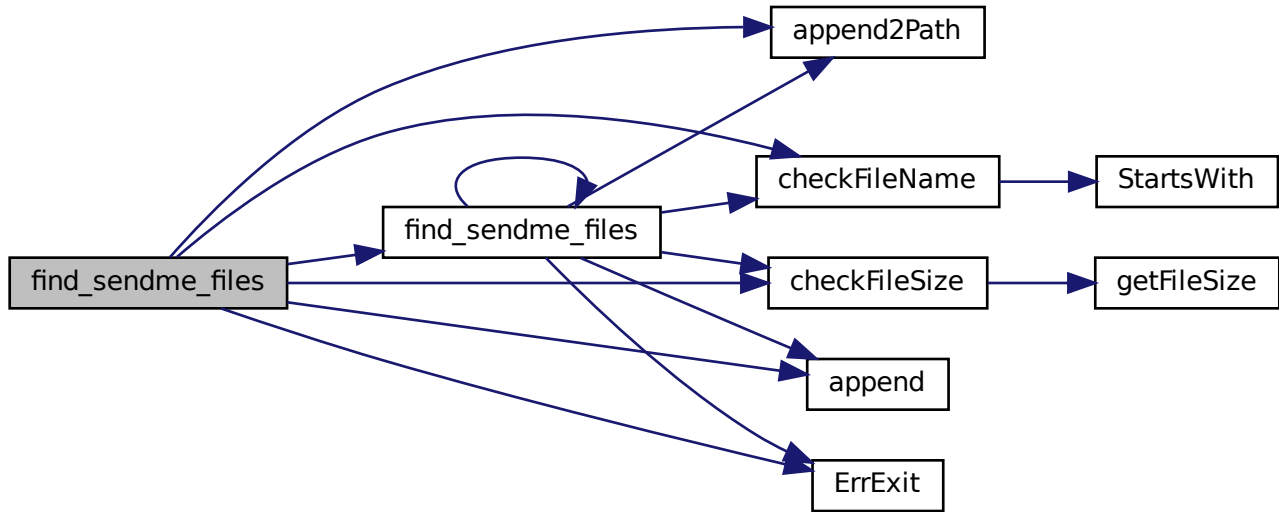 append2Path
checkFileName
StartsWith
find_sendme_files
find_sendme_files
checkFileSize
getFileSize
append
ErrExit